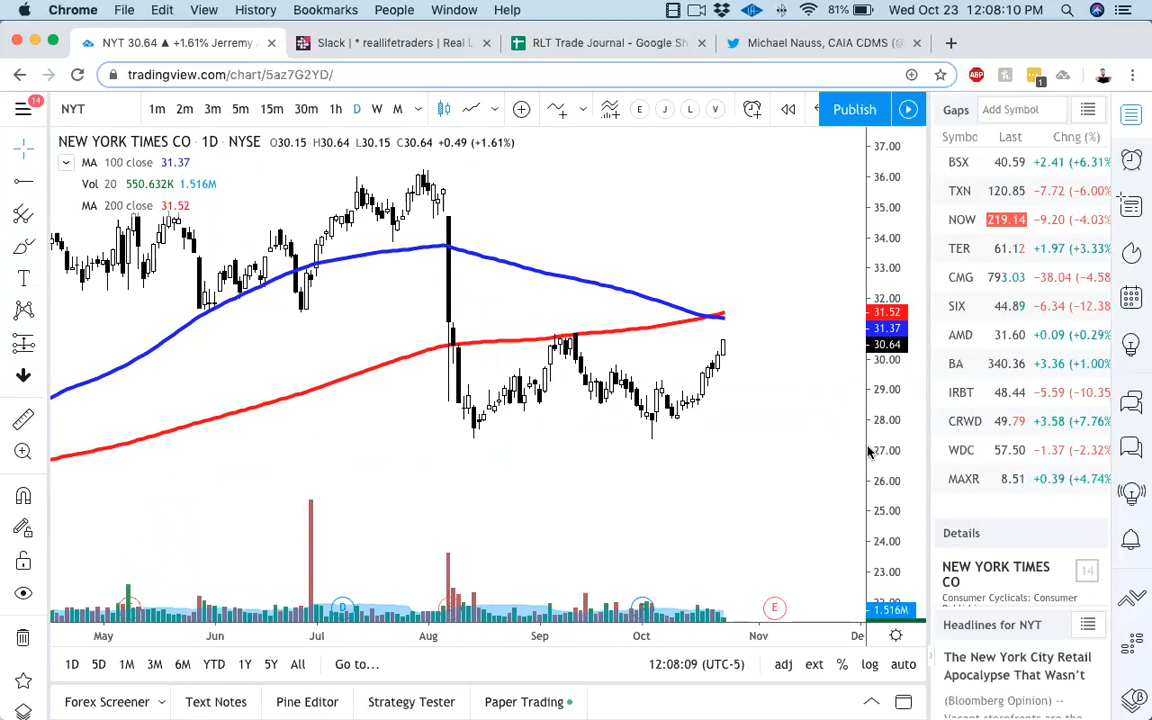 Chrome File Edit View History Bookmarks People Window Help 81% Wed Oct 23 12:08:10 PM
NYT 30.64 ▲ +1.61% Jerremy Slack | * reallifetraders | Real L RLT Trade Journal - Google Sh Michael Nauss, CAIA CDMS (@
tradingview.com/chart/5az7G2YD/
ABP
1
14
NYT 1m 2m 3m 5m 15m 30m 1h D W M E J L V Publish
Gaps Add Symbol
NEW YORK TIMES CO · 1D · NYSE O30.15 H30.64 L30.15 C30.64 +0.49 (+1.61%)
MA 100 close 31.37
Vol 20 550.632K 1.516M
MA 200 close 31.52
37.00
36.00
35.00
34.00
33.00
32.00
31.52
31.37
30.64
30.00
29.00
28.00
27.00
26.00
25.00
24.00
23.00
1.516M
D
E
May Jun Jul Aug Sep Oct Nov De
1D 5D 1M 3M 6M YTD 1Y 5Y All Go to... 12:08:09 (UTC-5) adj ext % log auto
Forex Screener Text Notes Pine Editor Strategy Tester Paper Trading
Symbo Last Chng (%)
BSX 40.59 +2.41 (+6.31%
TXN 120.85 −7.72 (−6.00%
NOW 219.14 −9.20 (−4.03%
TER 61.12 +1.97 (+3.33%
CMG 793.03 −38.04 (−4.58
SIX 44.89 −6.34 (−12.38
AMD 31.60 +0.09 (+0.29%
BA 340.36 +3.36 (+1.00%
IRBT 48.44 −5.59 (−10.35
CRWD 49.79 +3.58 (+7.76%
WDC 57.50 −1.37 (−2.32%
MAXR 8.51 +0.39 (+4.74%
Details
NEW YORK TIMES
CO
14
Consumer Cyclicals: Consumer
Headlines for NYT
The New York City Retail
Apocalypse That Wasn't
(Bloomberg Opinion) --